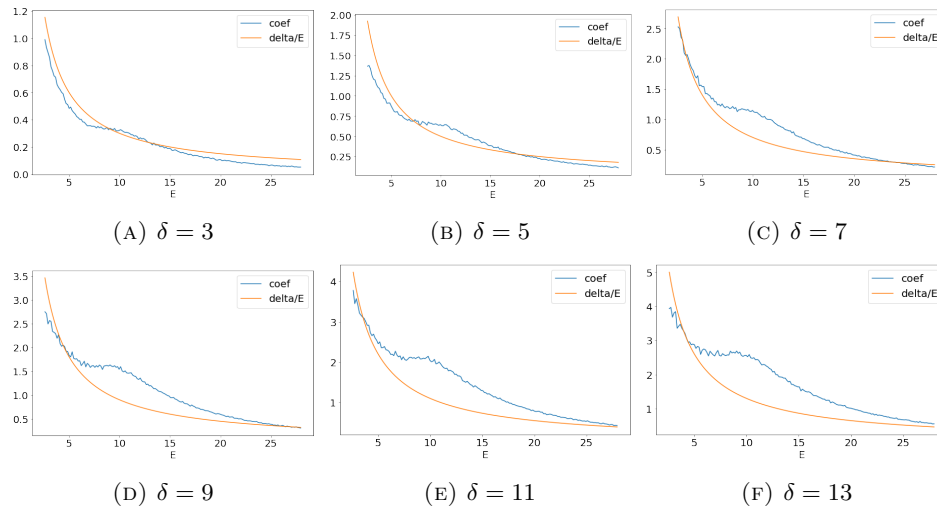 1.2
1.0
0.8
0.6
0.4
0.2
0.0
coef
delta/E
5 10 15 20 25
E
(A) δ = 3
2.00
1.75
1.50
1.25
1.00
0.75
0.50
0.25
coef
delta/E
5 10 15 20 25
E
(B) δ = 5
2.5
2.0
1.5
1.0
0.5
coef
delta/E
5 10 15 20 25
E
(C) δ = 7
3.5
3.0
2.5
2.0
1.5
1.0
0.5
coef
delta/E
5 10 15 20 25
E
(D) δ = 9
4
3
2
1
coef
delta/E
5 10 15 20 25
E
(E) δ = 11
5
4
3
2
1
coef
delta/E
5 10 15 20 25
E
(F) δ = 13